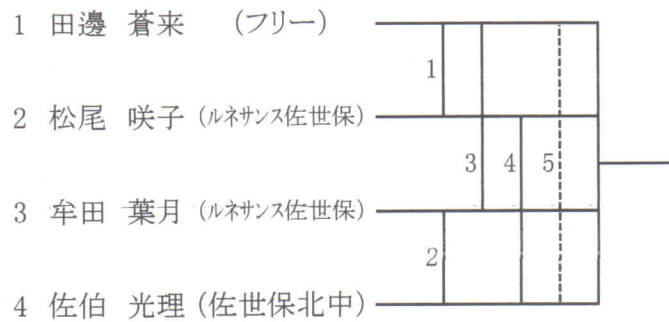 1 田邊 蒼来 (フリー)
2 松尾 咲子 (ルネサンス佐世保)
3 牟田 葉月 (ルネサンス佐世保)
4 佐伯 光理 (佐世保北中)
1
3 4 5
2